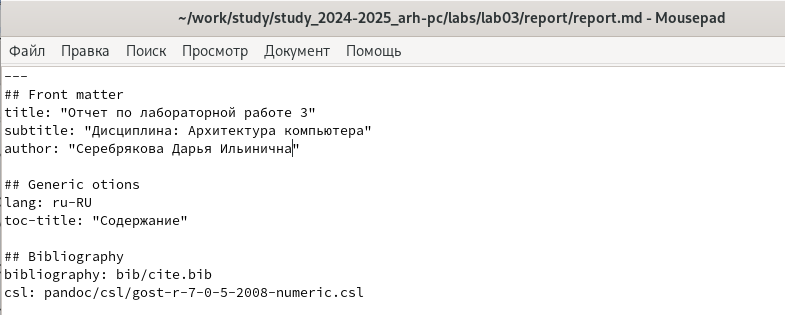 ~/work/study/study_2024-2025_arh-pc/labs/lab03/report/report.md - Mousepad
Файл Правка Поиск Просмотр Документ Помощь
---
## Front matter
title: "Отчет по лабораторной работе 3"
subtitle: "Дисциплина: Архитектура компьютера"
author: "Серебрякова Дарья Ильинична"
## Generic otions
lang: ru-RU
toc-title: "Содержание"
## Bibliography
bibliography: bib/cite.bib
csl: pandoc/csl/gost-r-7-0-5-2008-numeric.csl